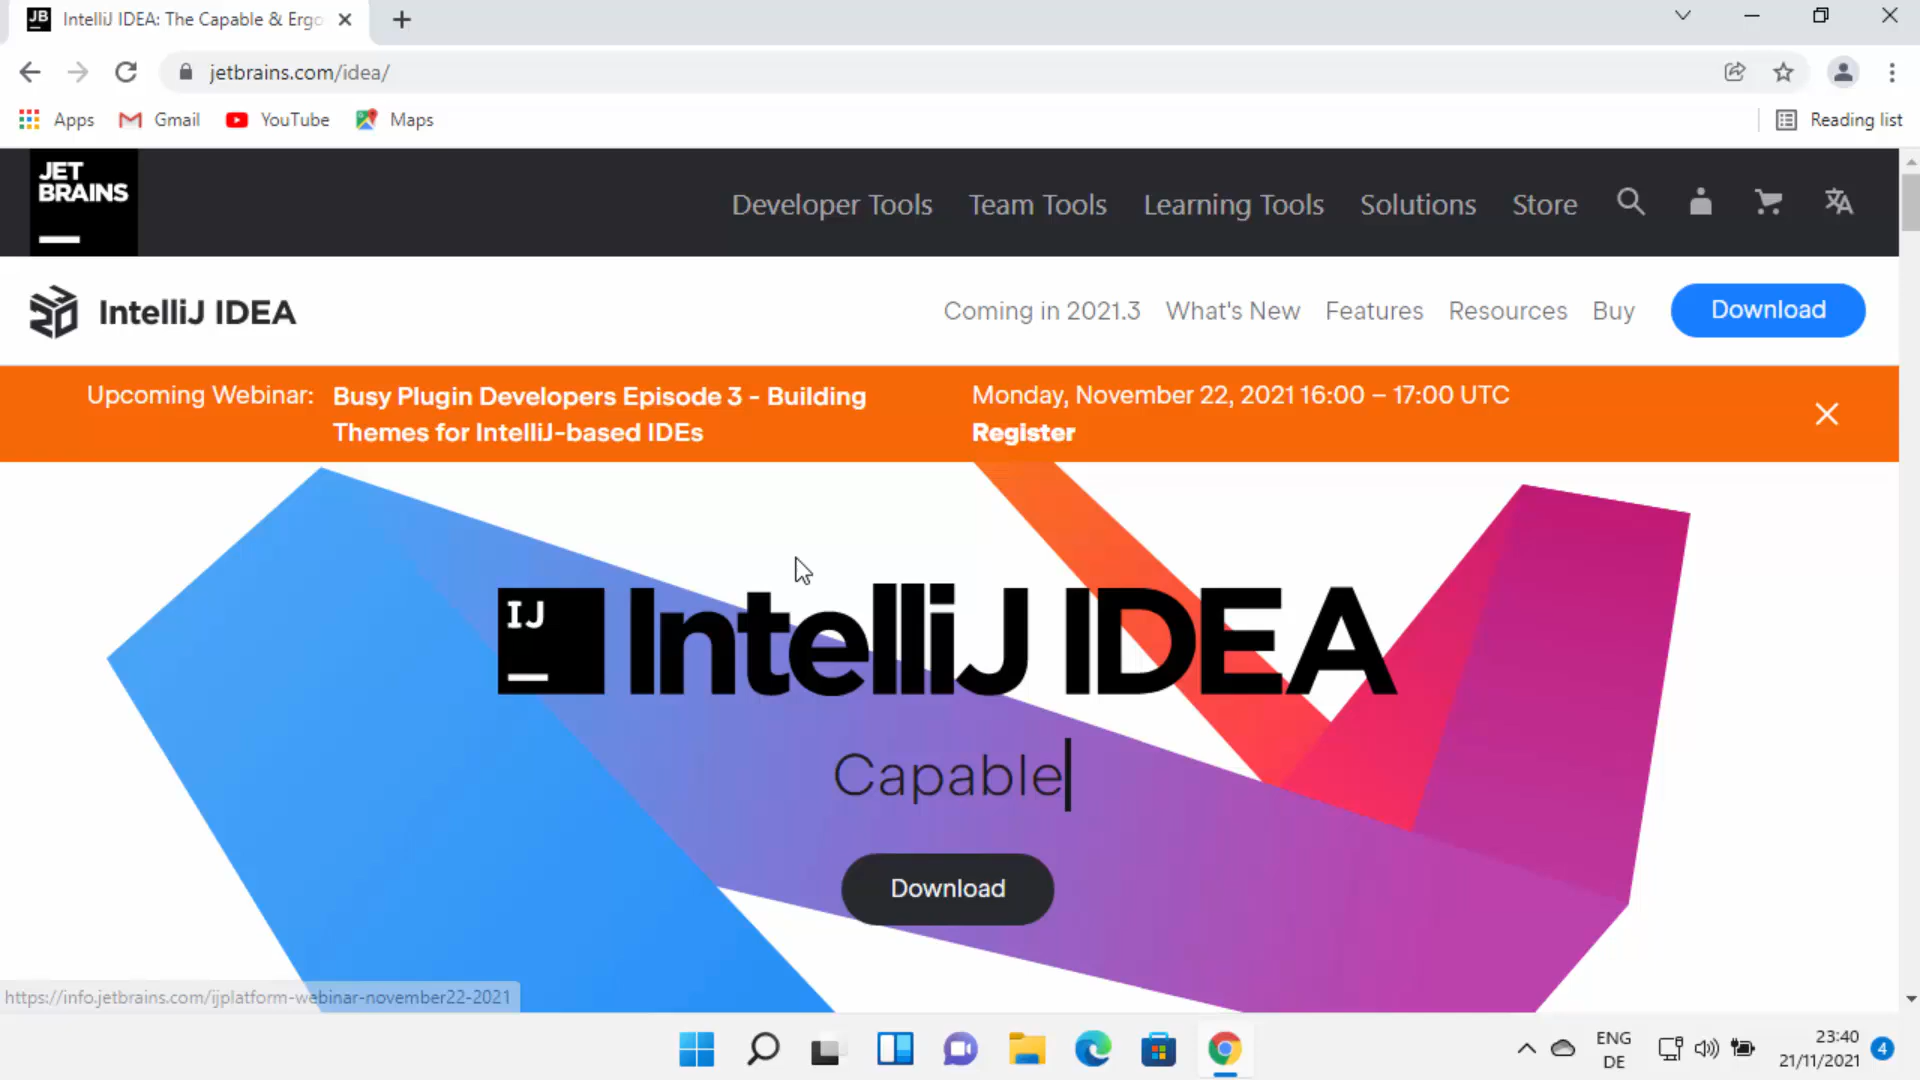 JB IntelliJ IDEA: The Capable & Ergo
jetbrains.com/idea/
Apps Gmail YouTube Maps Reading list
JET
BRAINS
Developer Tools Team Tools Learning Tools Solutions Store
IntelliJ IDEA Coming in 2021.3 What's New Features Resources Buy Download
Upcoming Webinar: Busy Plugin Developers Episode 3 - Building
Themes for IntelliJ-based IDEs
Monday, November 22, 2021 16:00 – 17:00 UTC
Register
IJ IntelliJ IDEA
Capable
Download
https://info.jetbrains.com/ijplatform-webinar-november22-2021
ENG
DE
23:40
21/11/2021
4